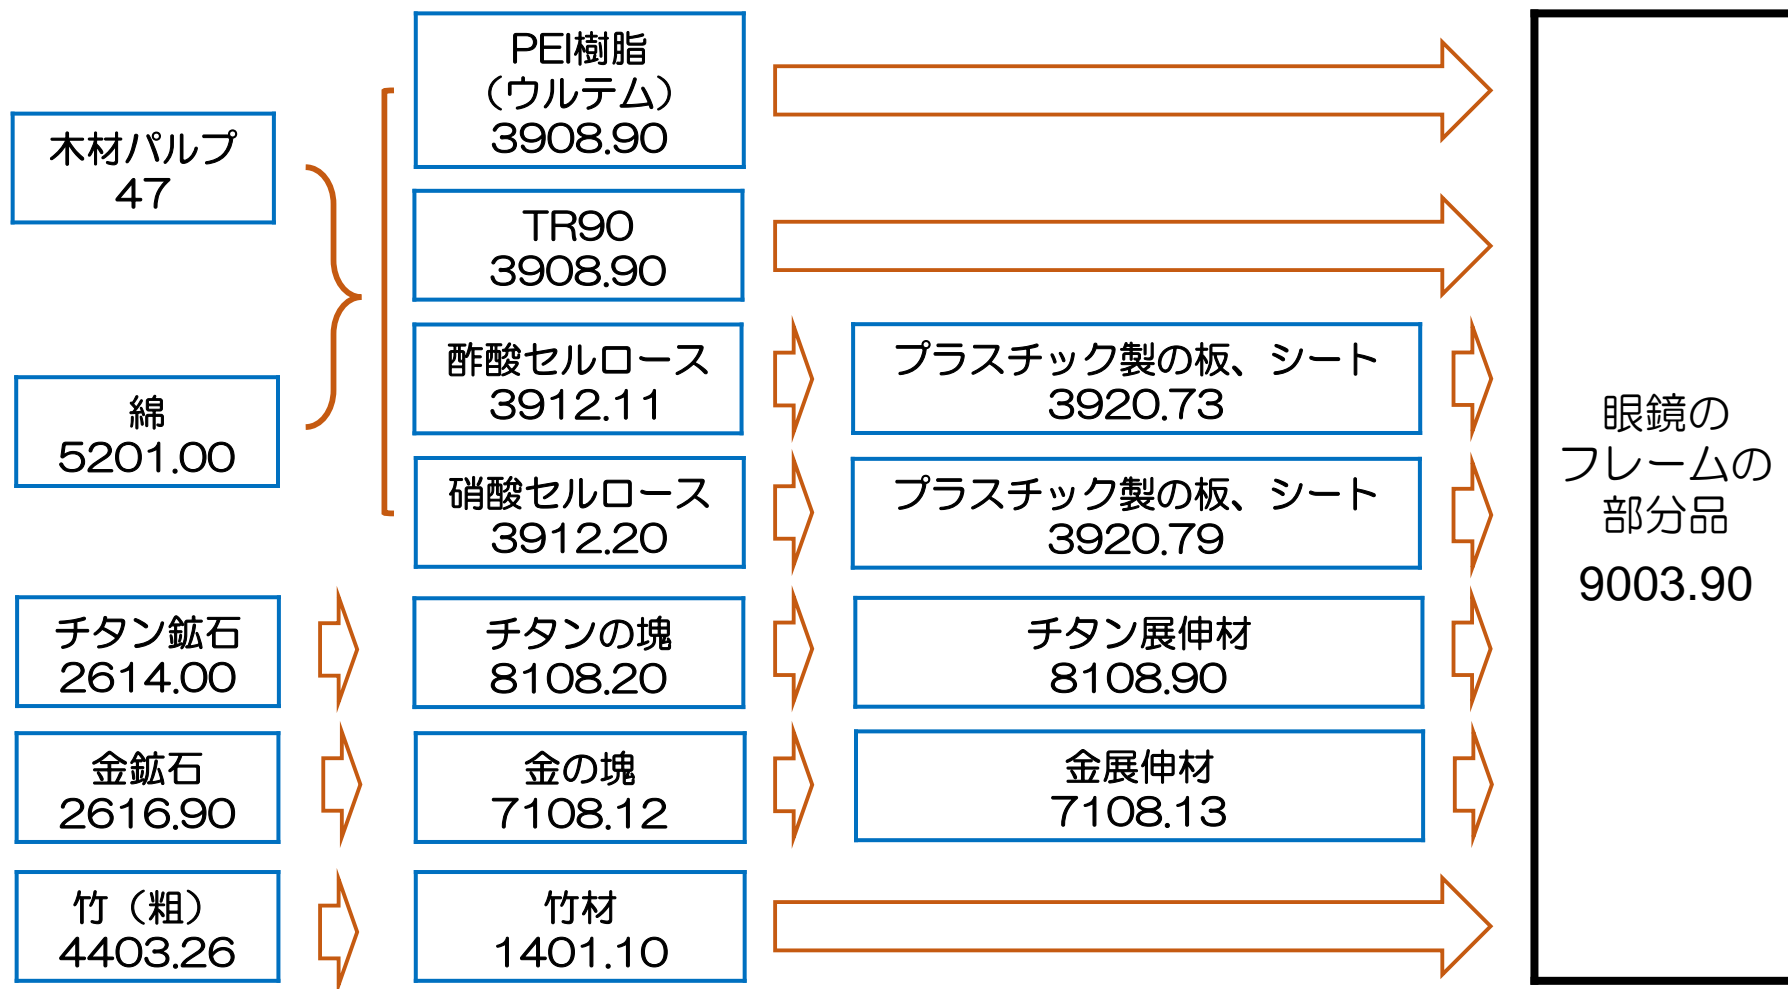 木材パルプ
47
綿
5201.00
PEI樹脂
（ウルテム）
3908.90
TR90
3908.90
酢酸セルロース
3912.11
プラスチック製の板、シート
3920.73
硝酸セルロース
3912.20
プラスチック製の板、シート
3920.79
チタン鉱石
2614.00
チタンの塊
8108.20
チタン展伸材
8108.90
金鉱石
2616.90
金の塊
7108.12
金展伸材
7108.13
竹（粗）
4403.26
竹材
1401.10
眼鏡の
フレームの
部分品
9003.90